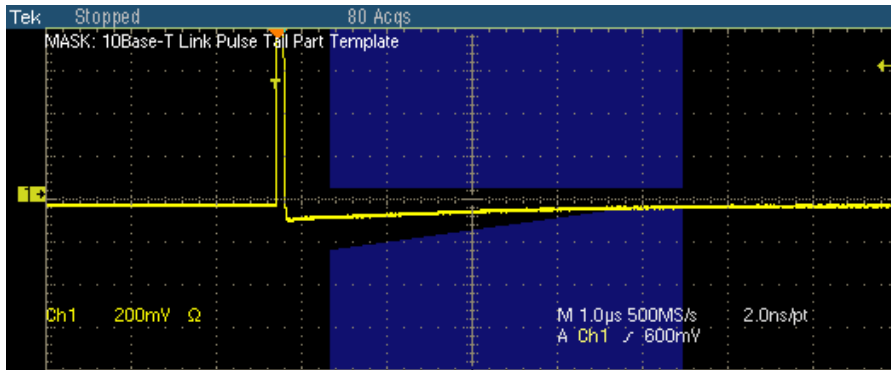 Tek Stopped 80 Acqs
MASK: 10Base-T Link Pulse Tail Part Template
T
1
Ch1 200mV Ω M 1.0µs 500MS/s 2.0ns/pt
A Ch1 ⁄ 600mV